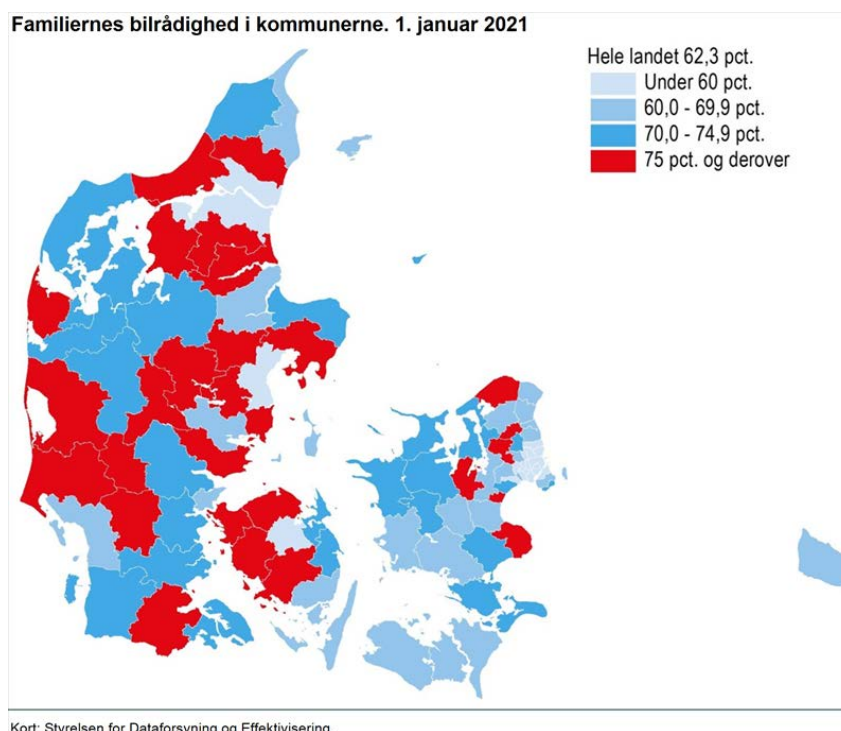 Familiernes bilrådighed i kommunerne. 1. januar 2021
Hele landet 62,3 pct.
Under 60 pct.
60,0 - 69,9 pct.
70,0 - 74,9 pct.
75 pct. og derover
Kort: Styrelsen for Dataforsyning og Effektivisering